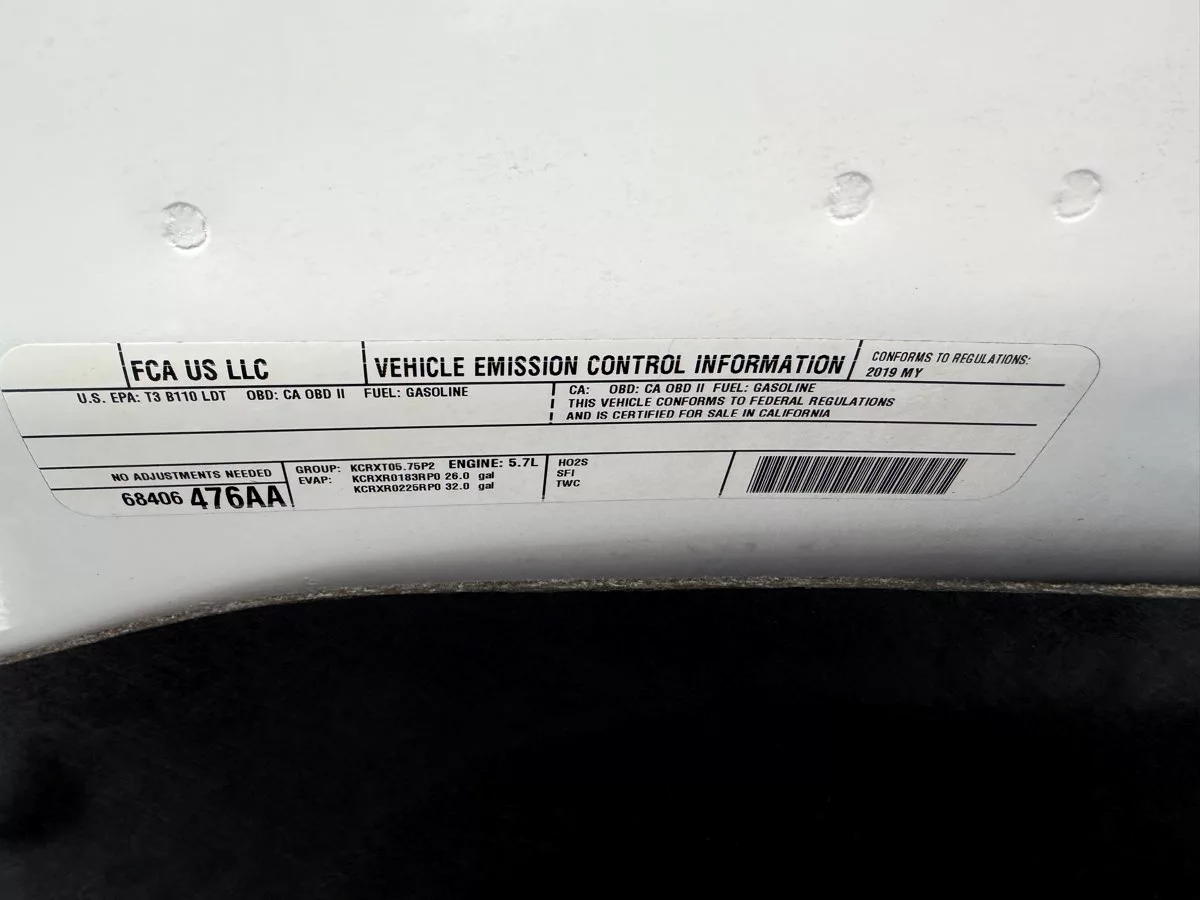 FCA US LLC
VEHICLE EMISSION CONTROL INFORMATION
CONFORMS TO REGULATIONS:
2019 MY
U.S. EPA: T3 B110 LDT OBD: CA OBD II FUEL: GASOLINE
CA: OBD: CA OBD II FUEL: GASOLINE
THIS VEHICLE CONFORMS TO FEDERAL REGULATIONS
AND IS CERTIFIED FOR SALE IN CALIFORNIA
NO ADJUSTMENTS NEEDED
68406 476AA
GROUP: KCRXT05.75P2 ENGINE: 5.7L
EVAP: KCRXR0183RP0 26.0 gal
KCRXR0225RP0 32.0 gal
HO2S
SFI
TWC